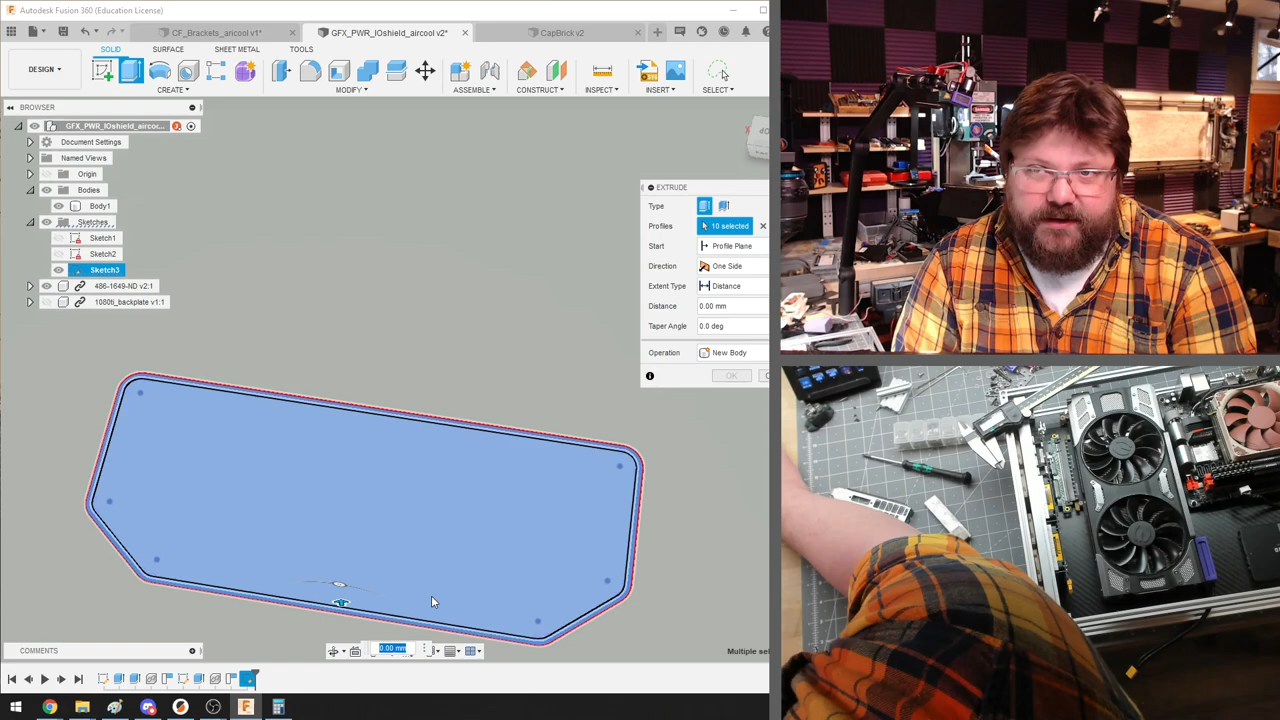 Autodesk Fusion 360 (Education License)
CF_Brackets_aricool v1*
GFX_PWR_IOshield_aircool v2*
CapBrick v2
DESIGN
SOLID
SURFACE
SHEET METAL
TOOLS
CREATE
MODIFY
ASSEMBLE
CONSTRUCT
INSPECT
INSERT
SELECT
BROWSER
GFX_PWR_IOshield_aircoc...
Document Settings
Named Views
Origin
Bodies
Body1
Sketches
Sketch1
Sketch2
Sketch3
486-1649-ND v2:1
1080ti_backplate v1:1
EXTRUDE
Type
Profiles
10 selected
Start
Profile Plane
Direction
One Side
Extent Type
Distance
Distance
0.00 mm
Taper Angle
0.0 deg
Operation
New Body
OK
0.00 mm
Multiple sel
COMMENTS